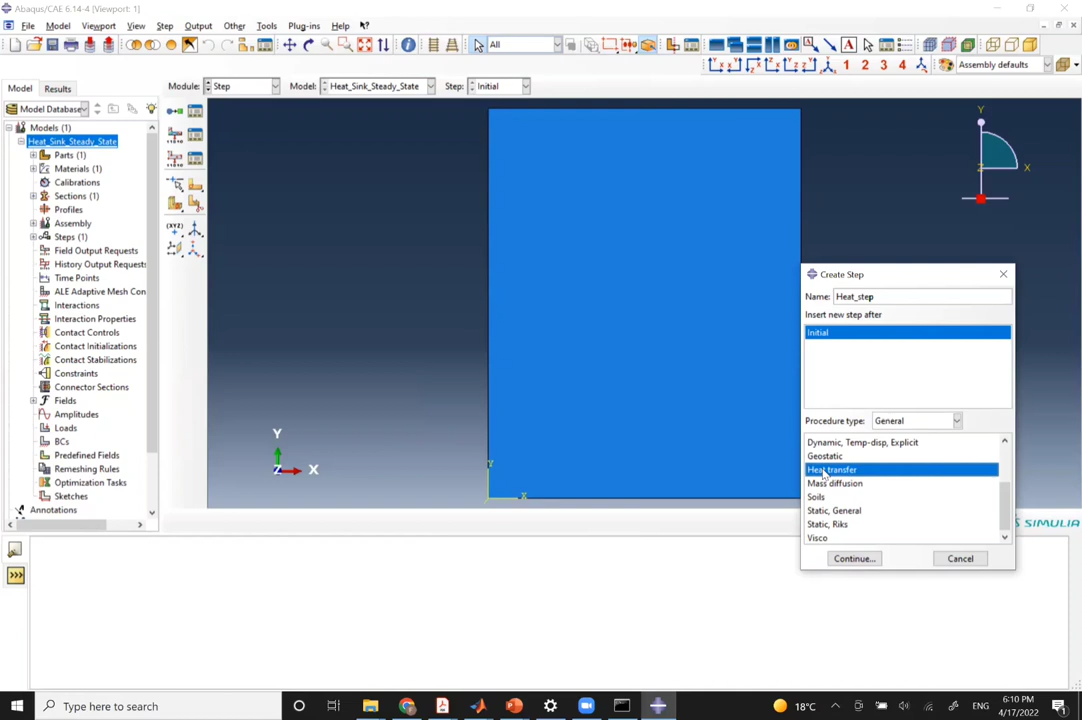 Abaqus/CAE 6.14-4 [Viewport: 1]
File Model Viewport View Step Output Other Tools Plug-ins Help
All
1 2 3 4 Assembly defaults
Model Results
Module: Step Model: Heat_Sink_Steady_State Step: Initial
Model Database
Models (1)
Heat_Sink_Steady_State
Parts (1)
Materials (1)
Calibrations
Sections (1)
Profiles
Assembly
Steps (1)
Field Output Requests
History Output Requests
Time Points
ALE Adaptive Mesh Con
Interactions
Interaction Properties
Contact Controls
Contact Initializations
Contact Stabilizations
Constraints
Connector Sections
Fields
Amplitudes
Loads
BCs
Predefined Fields
Remeshing Rules
Optimization Tasks
Sketches
Annotations
(XYZ)
Y
Z X
Y
X
Y
Z X
Create Step
Name: Heat_step
Insert new step after
Initial
Procedure type: General
Dynamic, Temp-disp, Explicit
Geostatic
Heat transfer
Mass diffusion
Soils
Static, General
Static, Riks
Visco
Continue... Cancel
SIMULIA
>>>
Type here to search
18°C
ENG
6:10 PM
4/17/2022
1